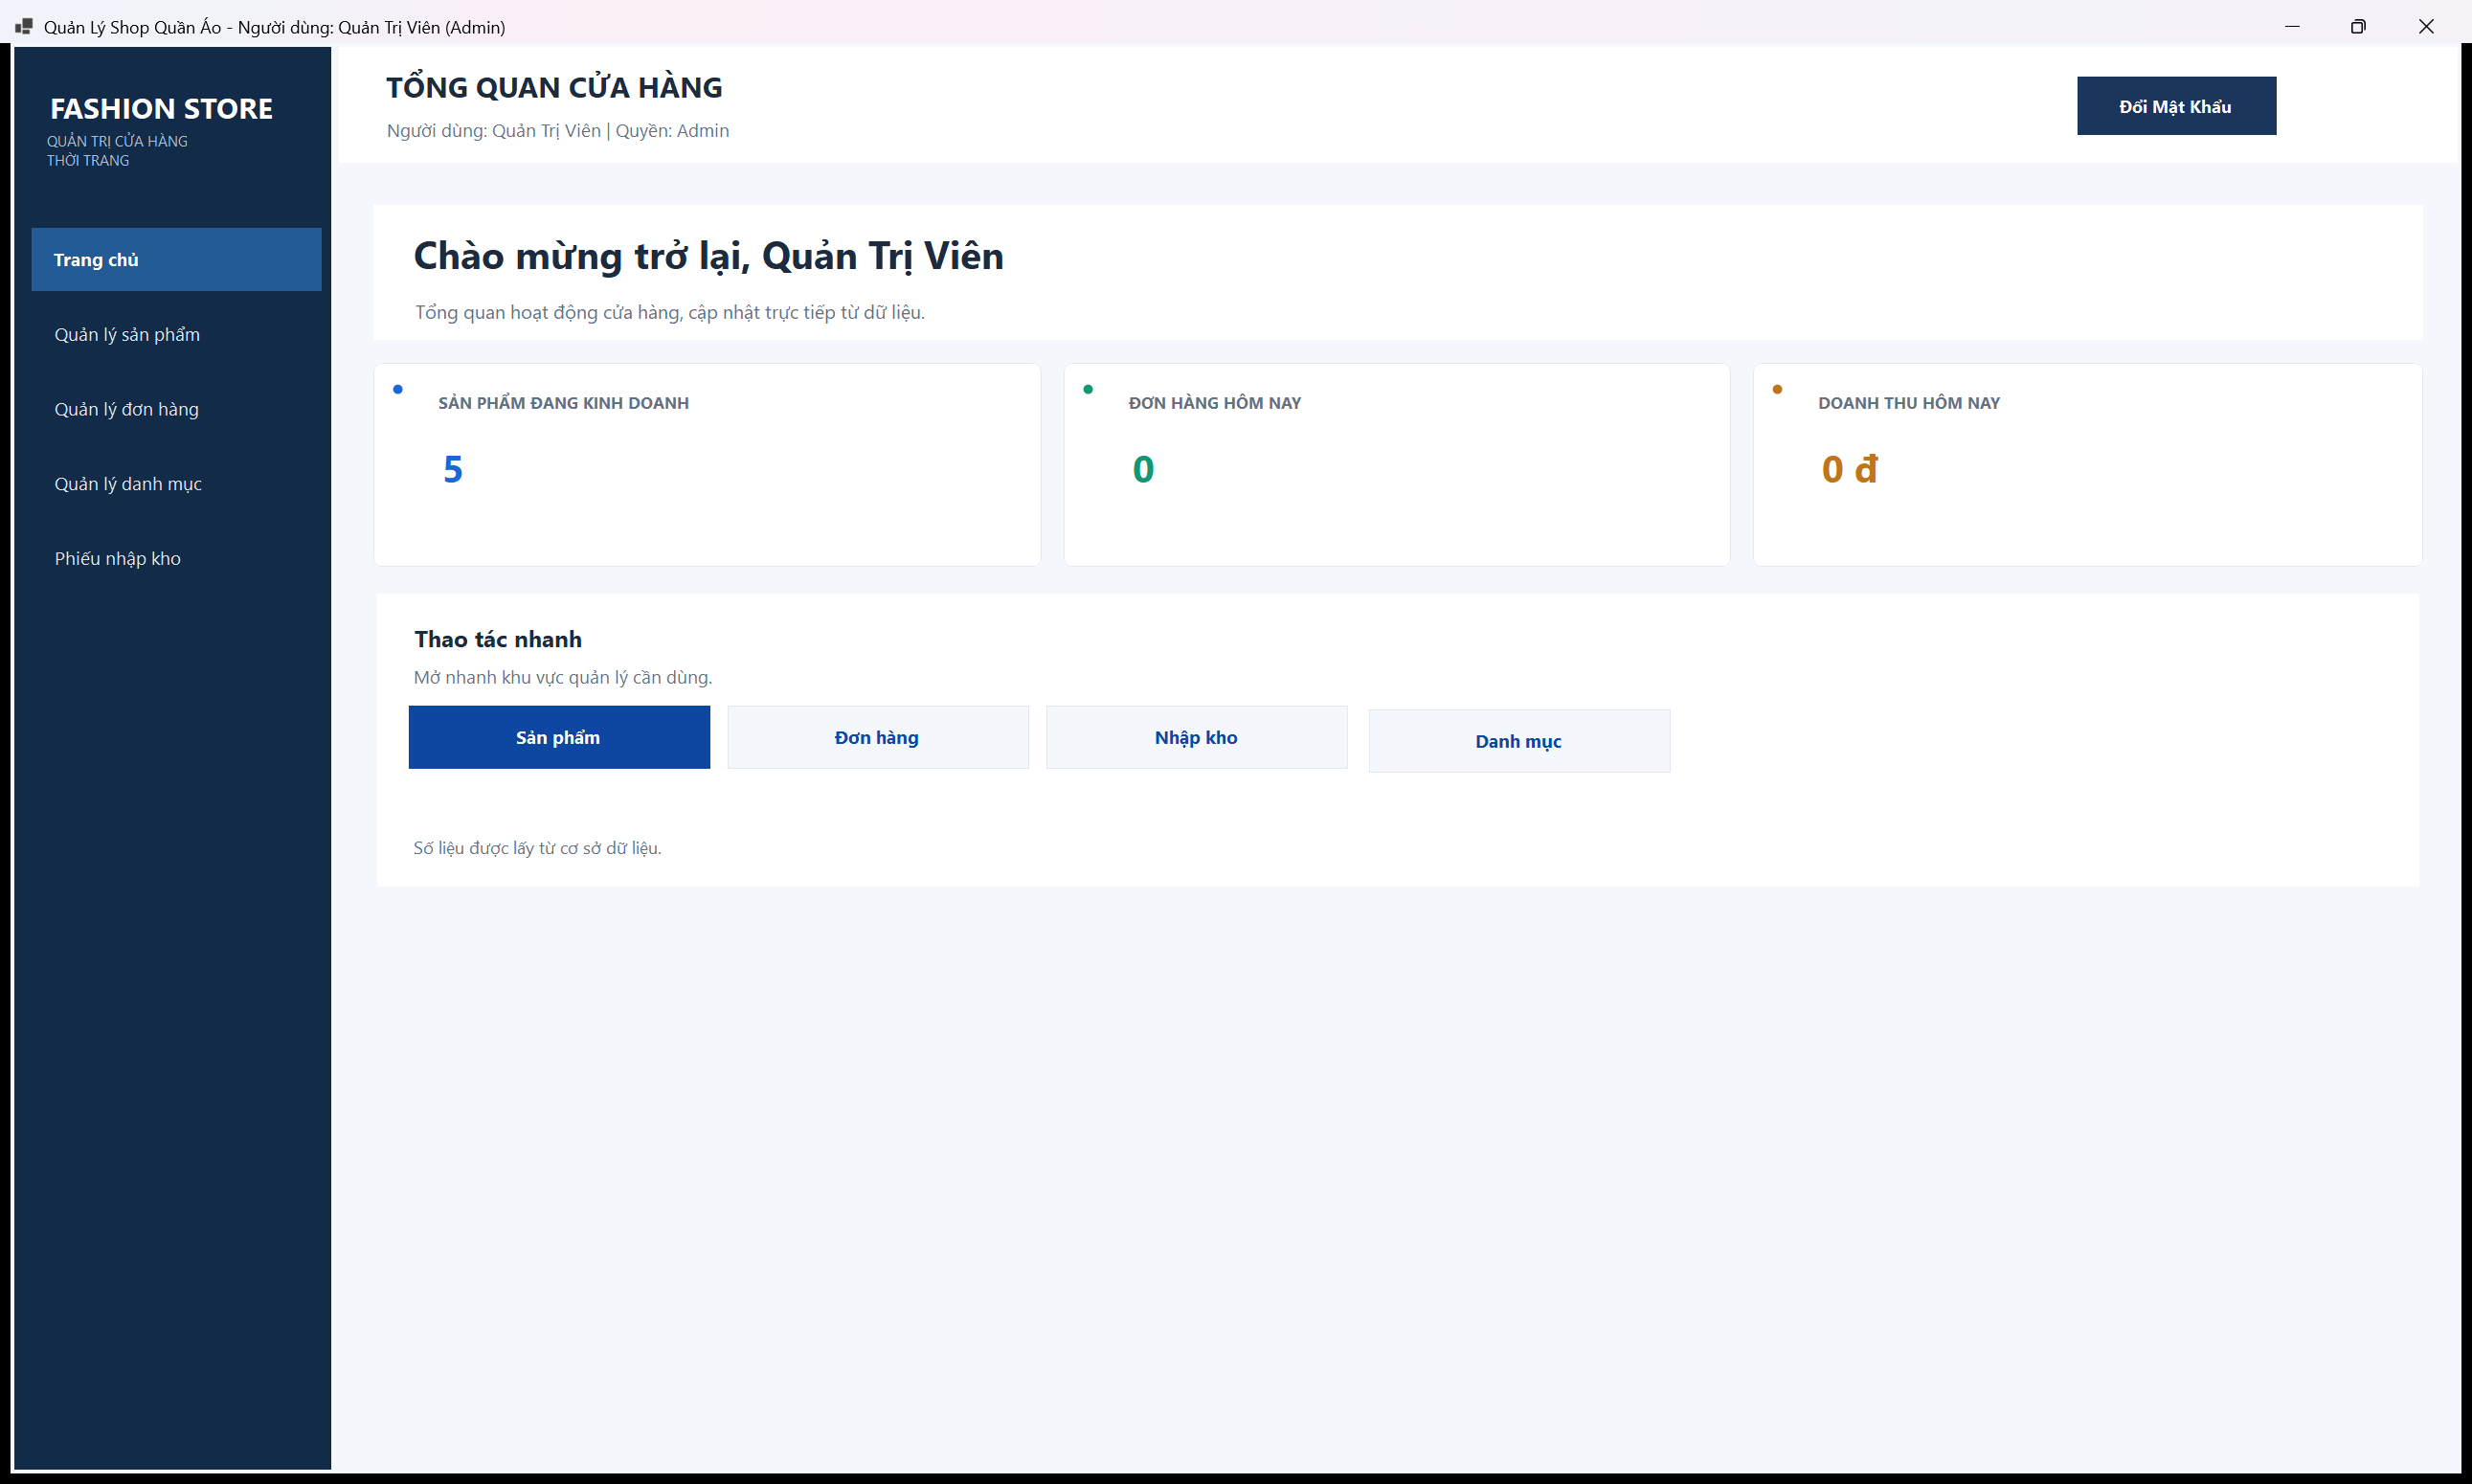 Quản Lý Shop Quần Áo - Người dùng: Quản Trị Viên (Admin)
FASHION STORE
QUẢN TRỊ CỬA HÀNG
THỜI TRANG
Trang chủ
Quản lý sản phẩm
Quản lý đơn hàng
Quản lý danh mục
Phiếu nhập kho
TỔNG QUAN CỬA HÀNG
Người dùng: Quản Trị Viên | Quyền: Admin
Đổi Mật Khẩu
Chào mừng trở lại, Quản Trị Viên
Tổng quan hoạt động cửa hàng, cập nhật trực tiếp từ dữ liệu.
SẢN PHẨM ĐANG KINH DOANH
5
ĐƠN HÀNG HÔM NAY
0
DOANH THU HÔM NAY
0 đ
Thao tác nhanh
Mở nhanh khu vực quản lý cần dùng.
Sản phẩm
Đơn hàng
Nhập kho
Danh mục
Số liệu được lấy từ cơ sở dữ liệu.